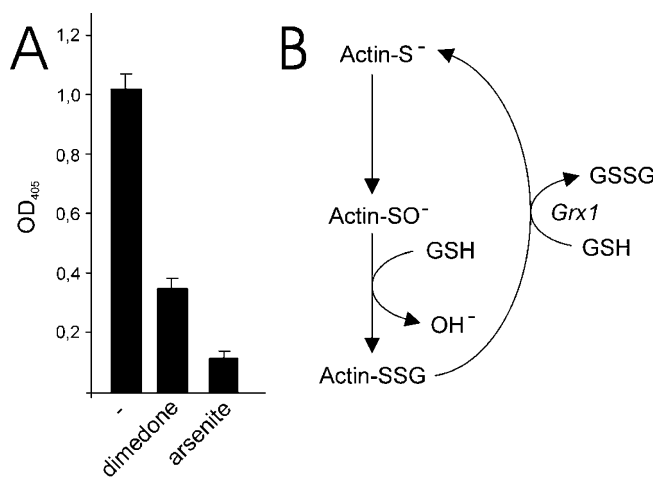 A
1,2
1,0
0,8
0,6
0,4
0,2
OD405
-
dimedone
arsenite
B
Actin-S⁻
Actin-SO⁻
GSH
OH⁻
Actin-SSG
GSSG
Grx1
GSH